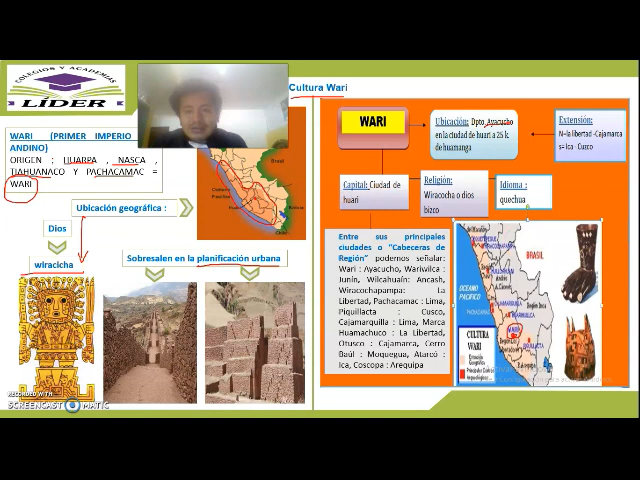 COLEGIOS Y ACADEMIAS
LÍDER
WARI (PRIMER IMPERIO
ANDINO)
ORIGEN : HUARPA , NASCA ,
TIAHUANACO Y PACHACAMAC =
WARI
Ubicación geográfica :
Dios
wiracicha
Sobresalen en la planificación urbana
RECORDED WITH
SCREENCAST MATIC
Cultura Wari
WARI
Ubicación: Dpto Ayacucho
en la ciudad de huari a 25 k
de huamanga
Extensión:
N=la libertad -Cajamarca
s= Ica - Cusco
Capital: Ciudad de
huari
Religión:
Wiracocha o dios
bizco
Idioma :
quechua
Entre sus principales
ciudades o “Cabeceras de
Región” podemos señalar:
Wari : Ayacucho, Wariwilca :
Junín, Wilcahuaín: Ancash,
Wiracochapampa: La
Libertad, Pachacamac : Lima,
Piquillacta : Cusco,
Cajamarquilla : Lima, Marca
Huamachuco : La Libertad,
Otusco : Cajamarca, Cerro
Baúl : Moquegua, Atarcó :
Ica, Coscopa : Arequipa
BRASIL
OCEANO
PACIFICO
CULTURA
WARI